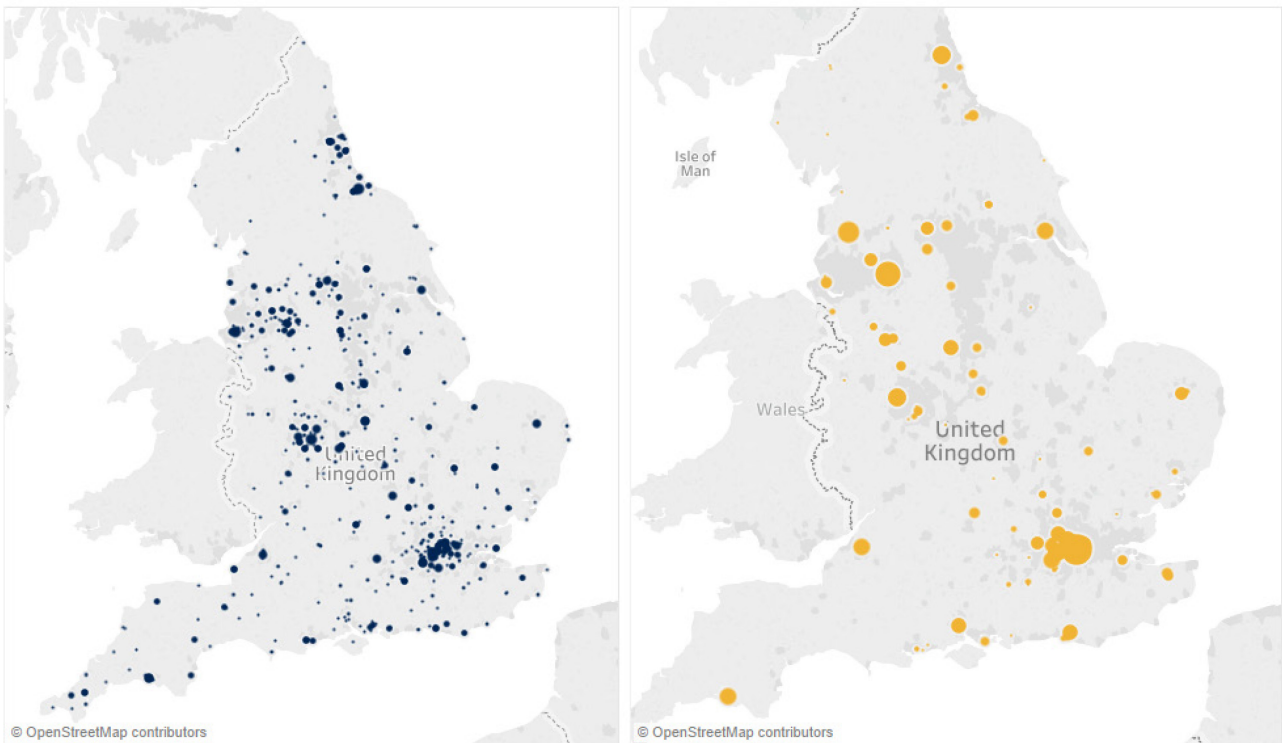 United
Kingdom
© OpenStreetMap contributors
Isle of
Man
Wales
United
Kingdom
© OpenStreetMap contributors